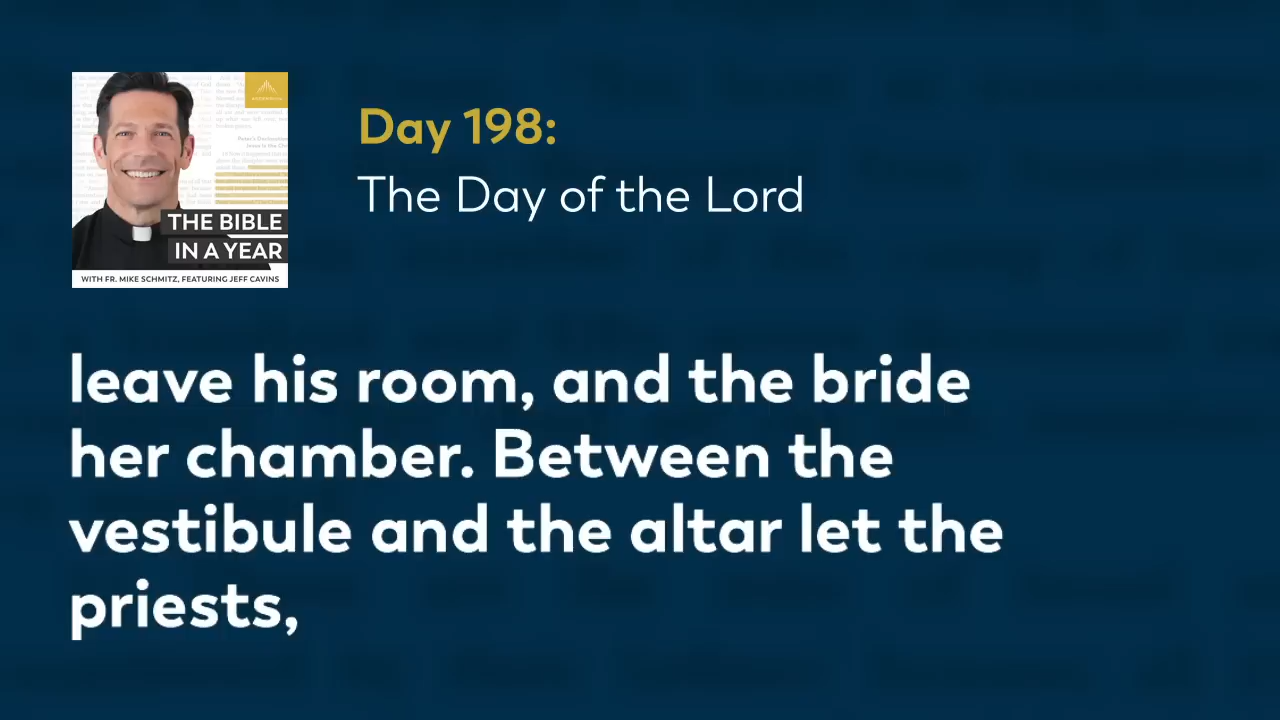 THE BIBLE
IN A YEAR
WITH FR. MIKE SCHMITZ, FEATURING JEFF CAVINS
Day 198:
The Day of the Lord
leave his room, and the bride
her chamber. Between the
vestibule and the altar let the
priests,